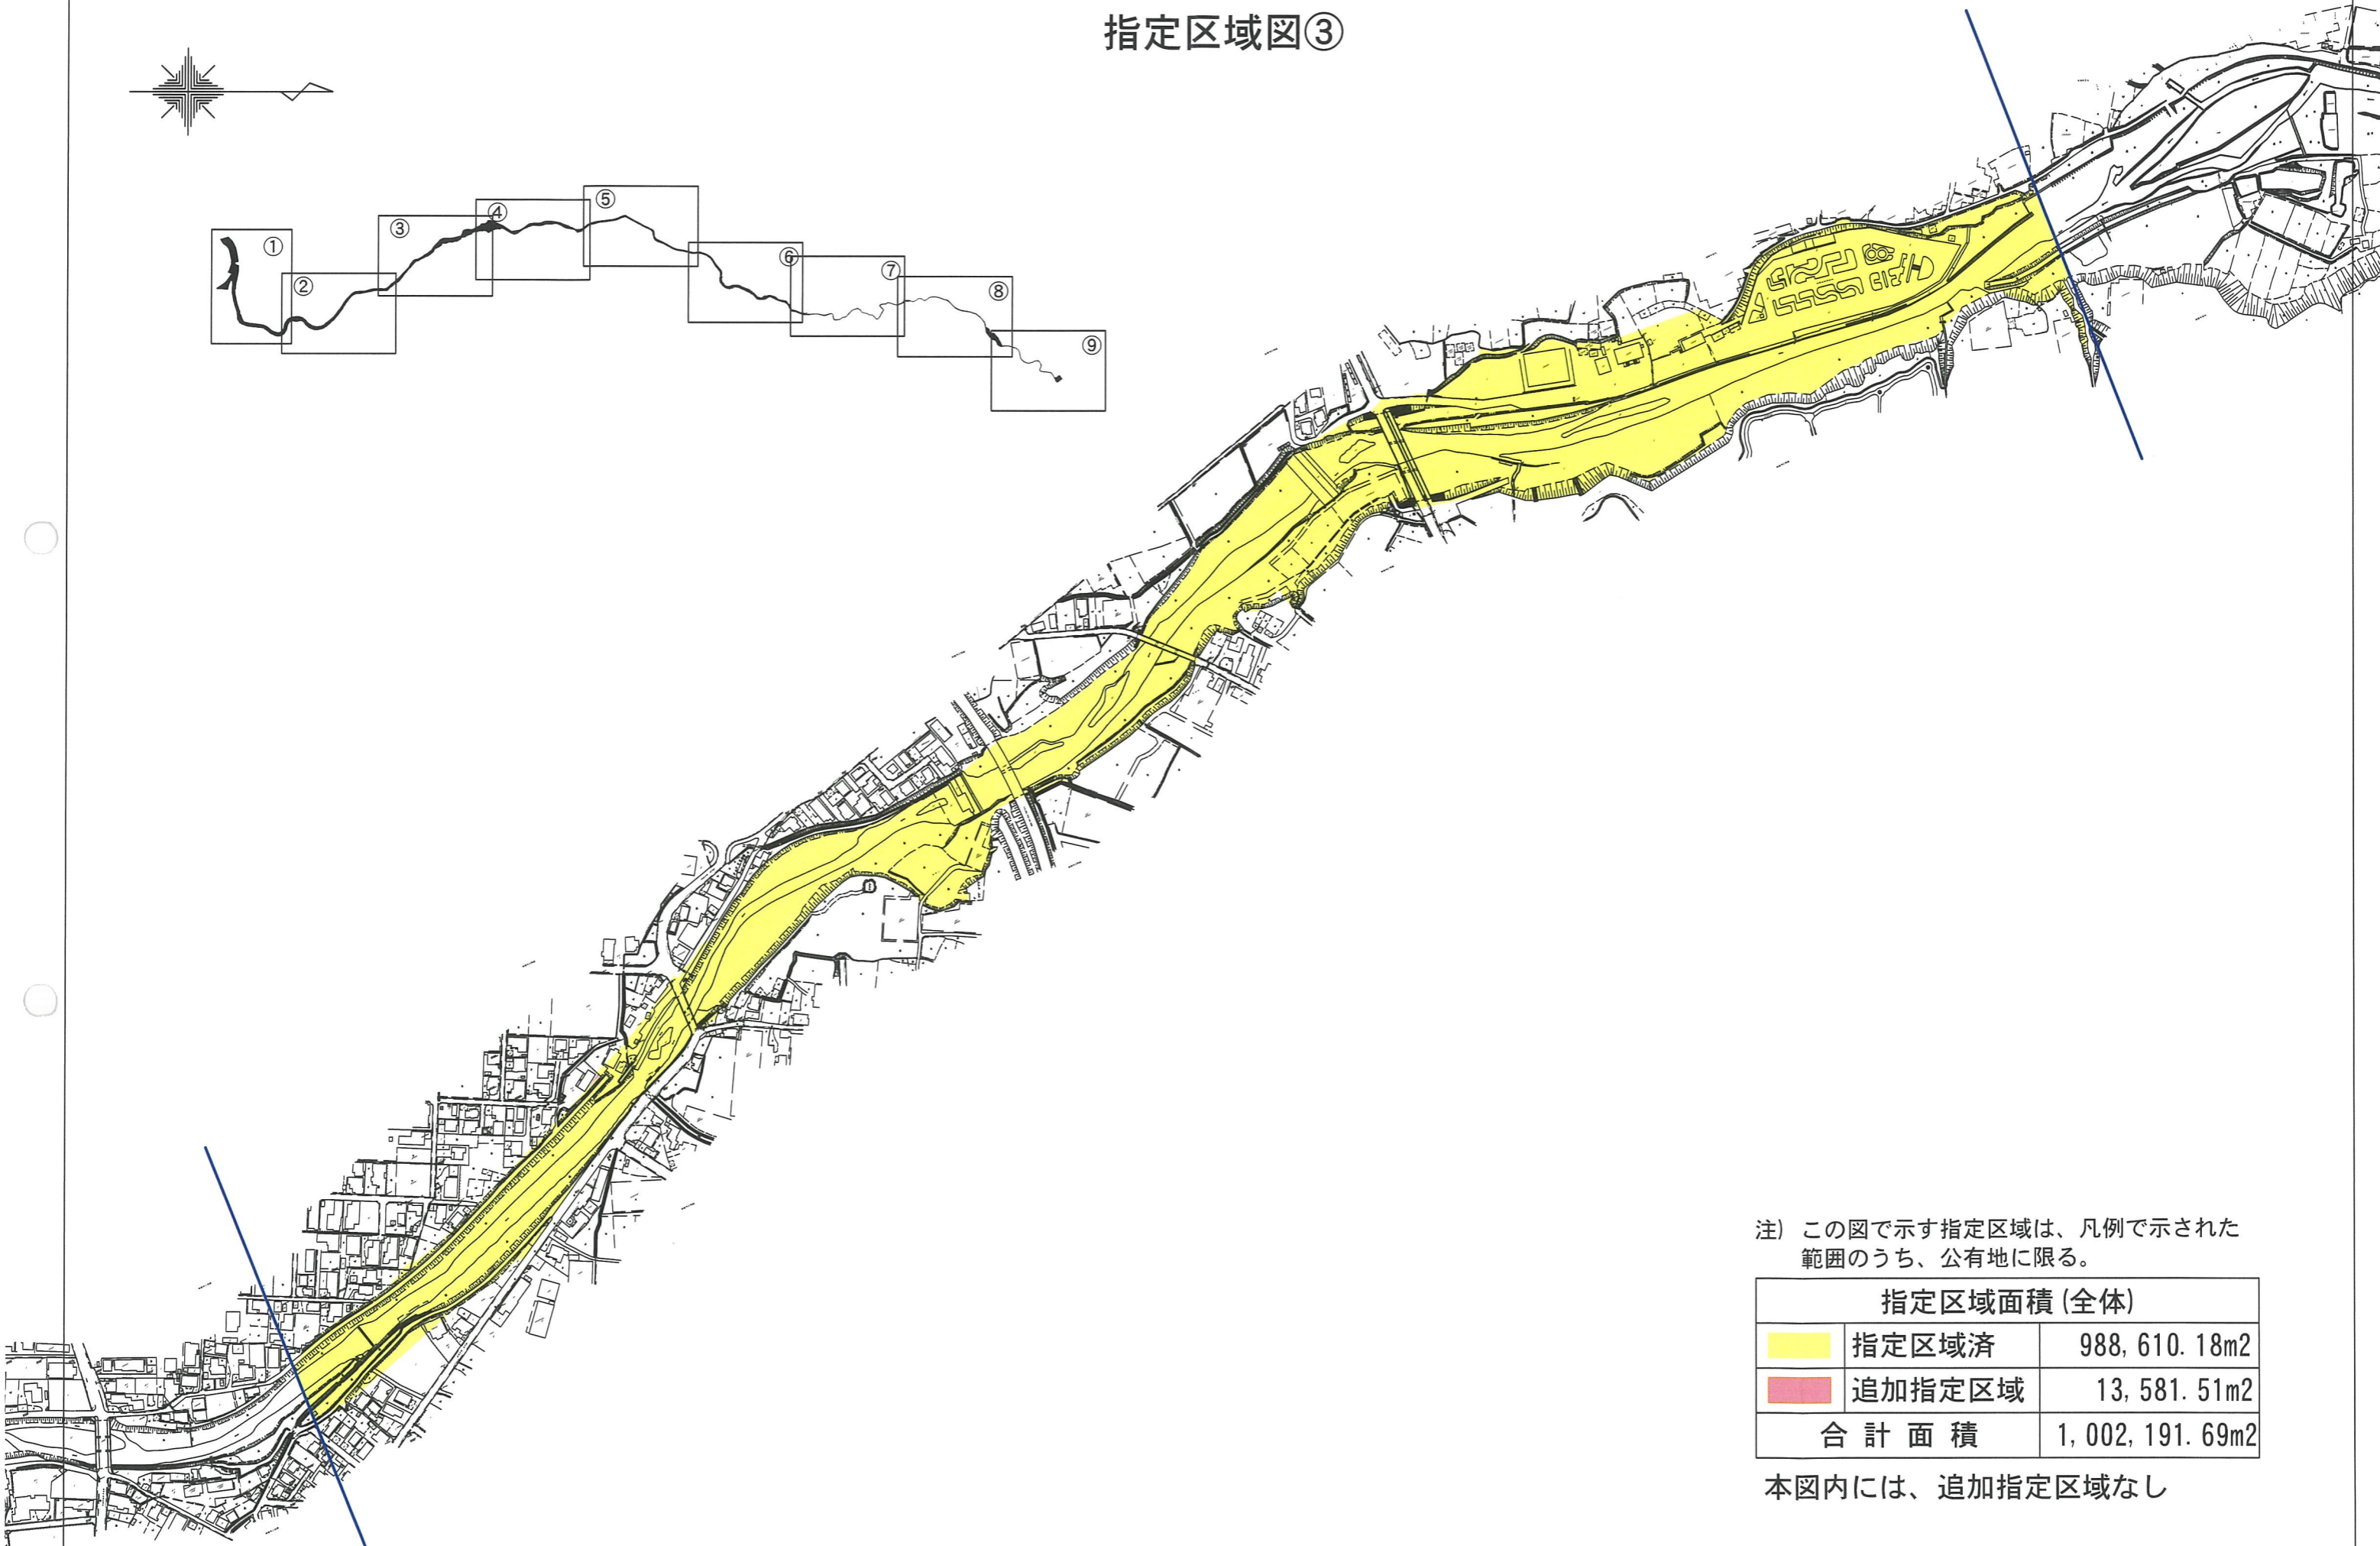 指定区域図③
①
②
③
④
⑤
⑥
⑦
⑧
⑨
注) この図で示す指定区域は、凡例で示された
範囲のうち、公有地に限る。
指定区域面積(全体)
指定区域済 988,610.18m2
追加指定区域 13,581.51m2
合計面積 1,002,191.69m2
本図内には、追加指定区域なし